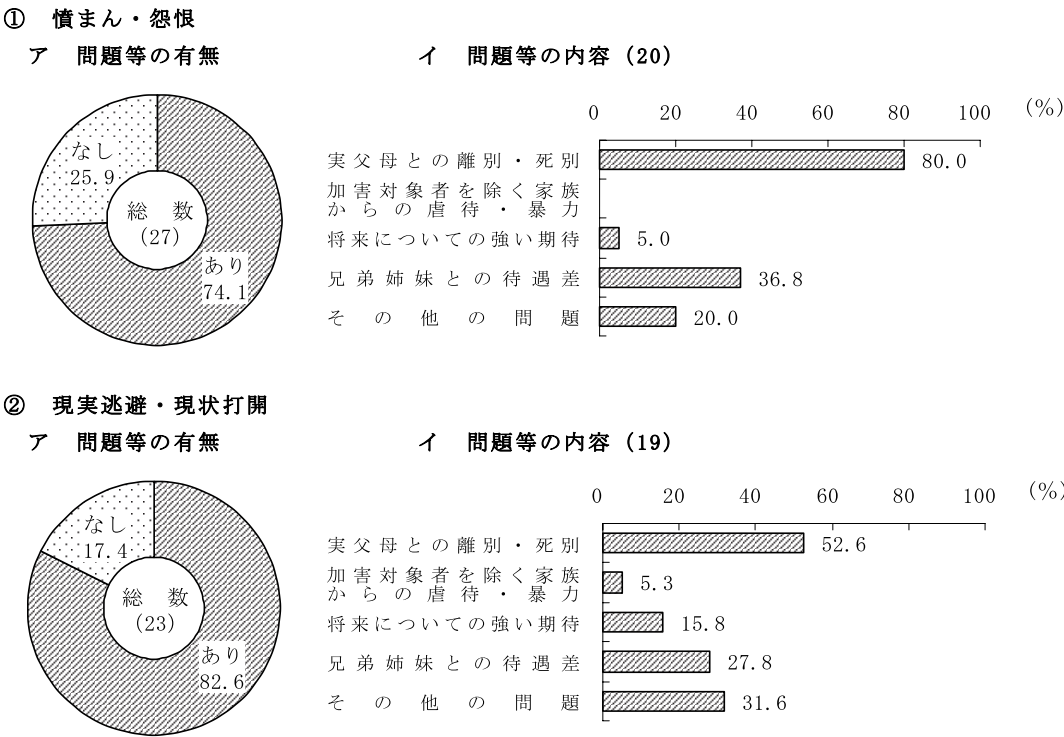 ① 憤まん・怨恨
ア 問題等の有無
イ 問題等の内容（20）
なし
25.9
総 数
(27)
あり
74.1
0 20 40 60 80 100 (%)
実父母との離別・死別 80.0
加害対象者を除く家族
からの虐待・暴力
将来についての強い期待 5.0
兄弟姉妹との待遇差 36.8
その他の問題 20.0
② 現実逃避・現状打開
ア 問題等の有無
イ 問題等の内容（19）
なし
17.4
総 数
(23)
あり
82.6
0 20 40 60 80 100 (%)
実父母との離別・死別 52.6
加害対象者を除く家族
からの虐待・暴力 5.3
将来についての強い期待 15.8
兄弟姉妹との待遇差 27.8
その他の問題 31.6